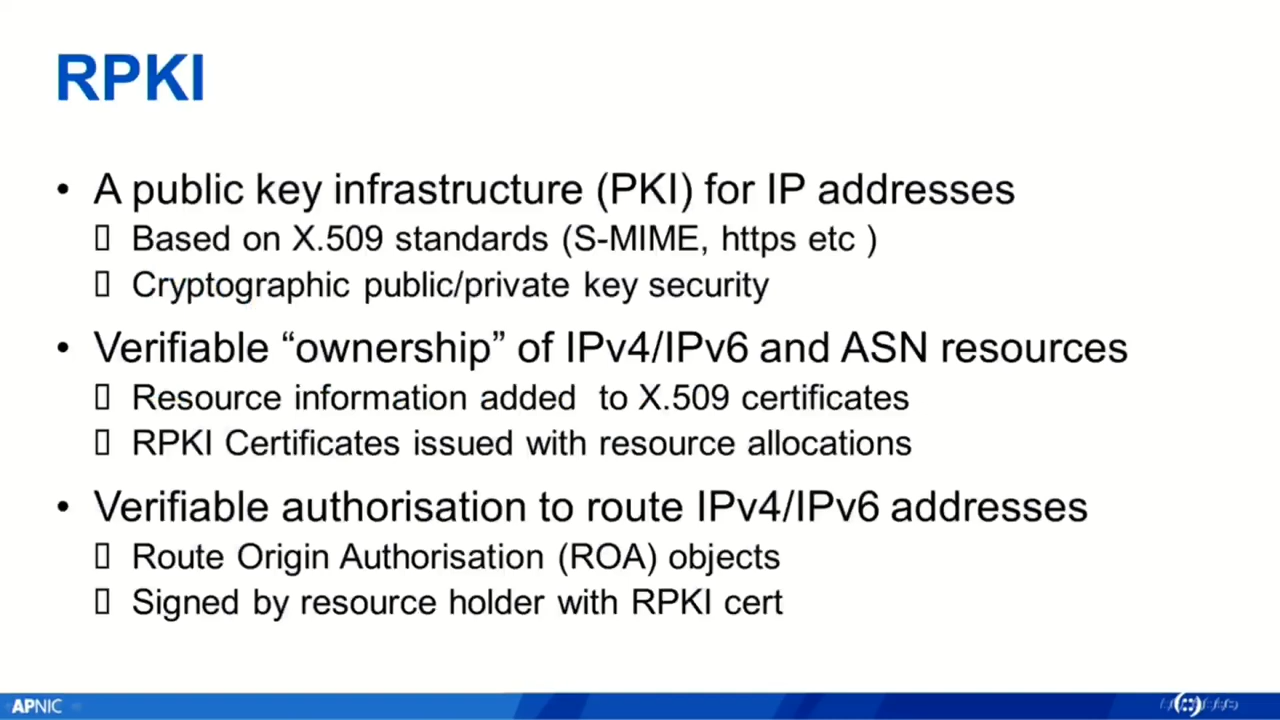 RPKI
• A public key infrastructure (PKI) for IP addresses
Based on X.509 standards (S-MIME, https etc )
Cryptographic public/private key security
• Verifiable “ownership” of IPv4/IPv6 and ASN resources
Resource information added  to X.509 certificates
RPKI Certificates issued with resource allocations
• Verifiable authorisation to route IPv4/IPv6 addresses
Route Origin Authorisation (ROA) objects
Signed by resource holder with RPKI cert
APNIC